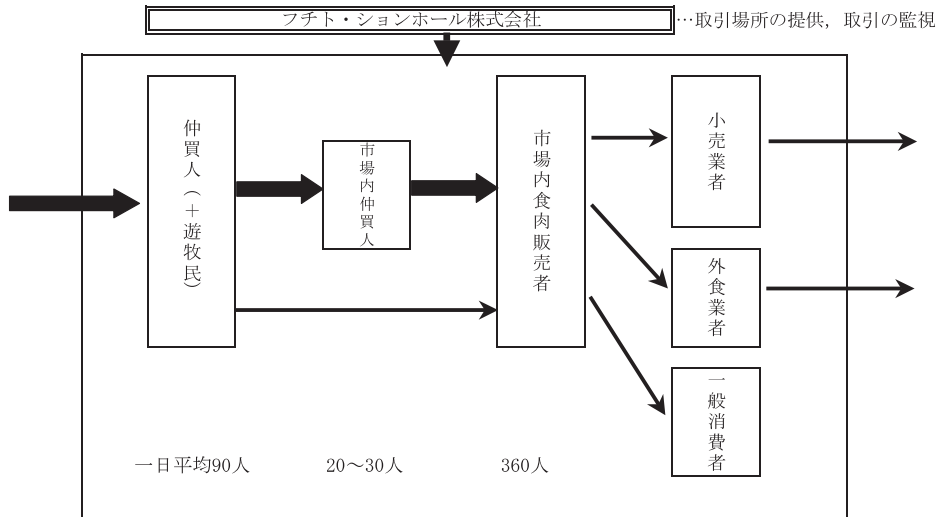 フチト・ションホール株式会社
…取引場所の提供，取引の監視
仲買人（＋遊牧民）
市場内仲買人
市場内食肉販売者
小売業者
外食業者
一般消費者
一日平均90人
20～30人
360人